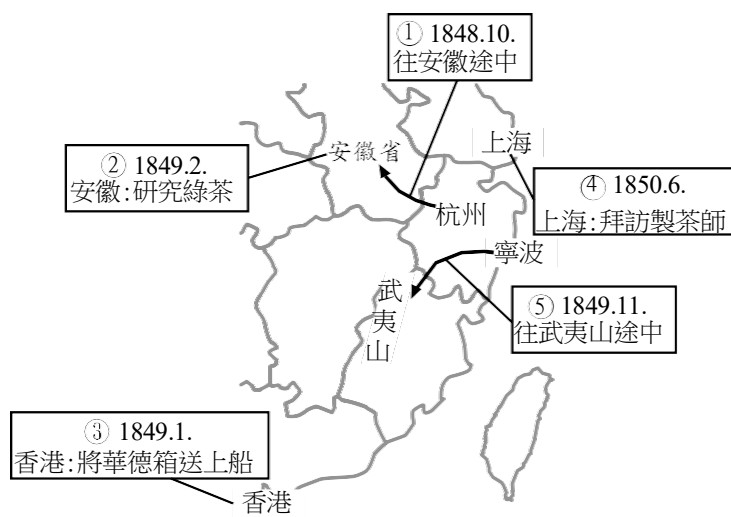 ① 1848.10.
往安徽途中
② 1849.2.
安徽:研究綠茶
安徽省
上海
④ 1850.6.
上海:拜訪製茶師
杭州
寧波
武夷山
⑤ 1849.11.
往武夷山途中
③ 1849.1.
香港:將華德箱送上船
香港